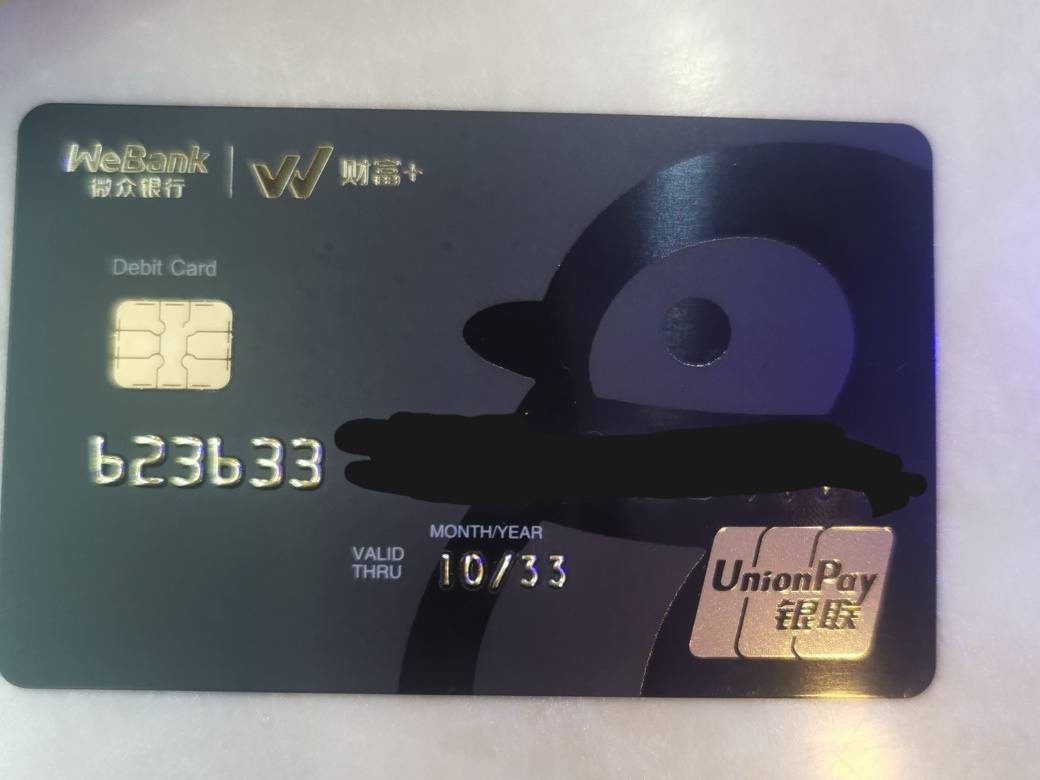 WeBank 微众银行 | W 财富+
Debit Card
623633
MONTH/YEAR
VALID THRU 10/33
UnionPay 银联